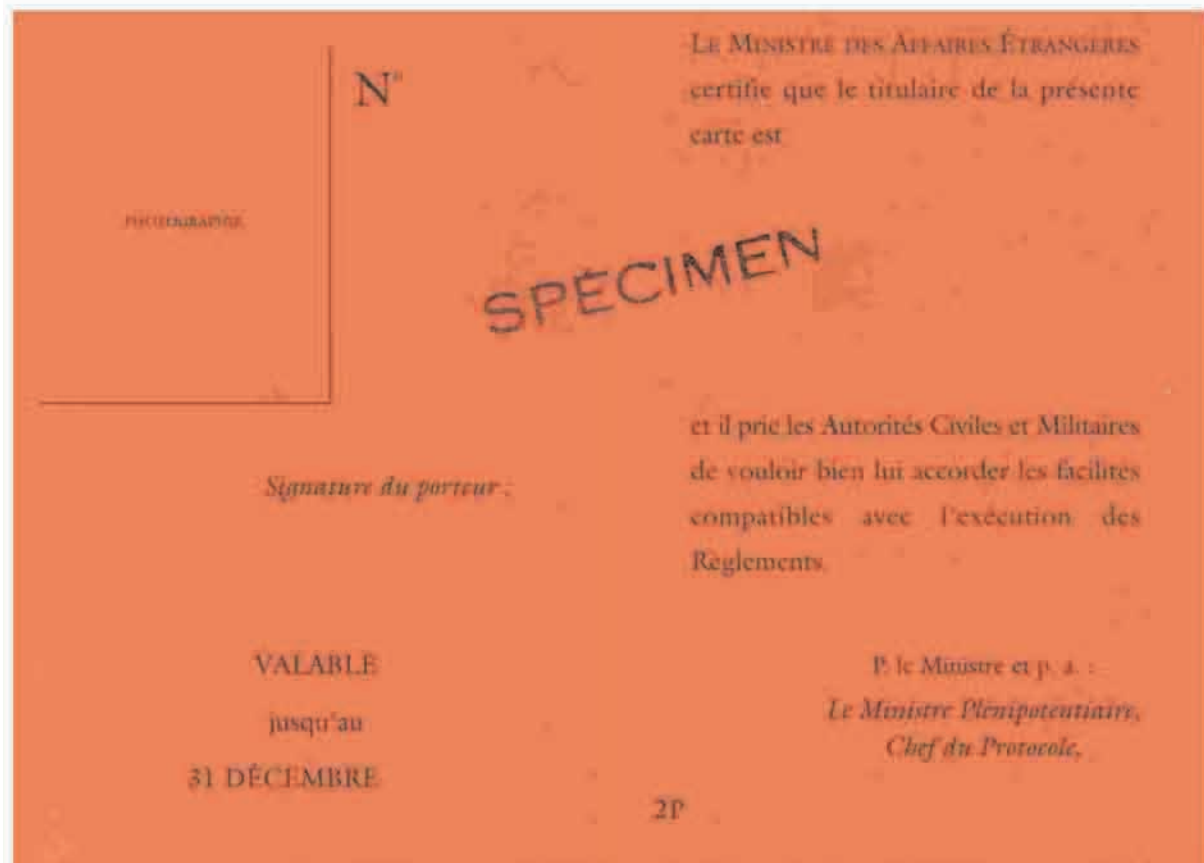 N°
PHOTOGRAPHIE
SPÉCIMEN
Signature du porteur :
VALABLE
jusqu'au
31 DÉCEMBRE
LE MINISTRE DES AFFAIRES ÉTRANGÈRES
certifie que le titulaire de la présente
carte est
et il prie les Autorités Civiles et Militaires
de vouloir bien lui accorder les facilités
compatibles avec l'exécution des
Règlements.
P. le Ministre et p. a. :
Le Ministre Plénipotentiaire,
Chef du Protocole,
2P